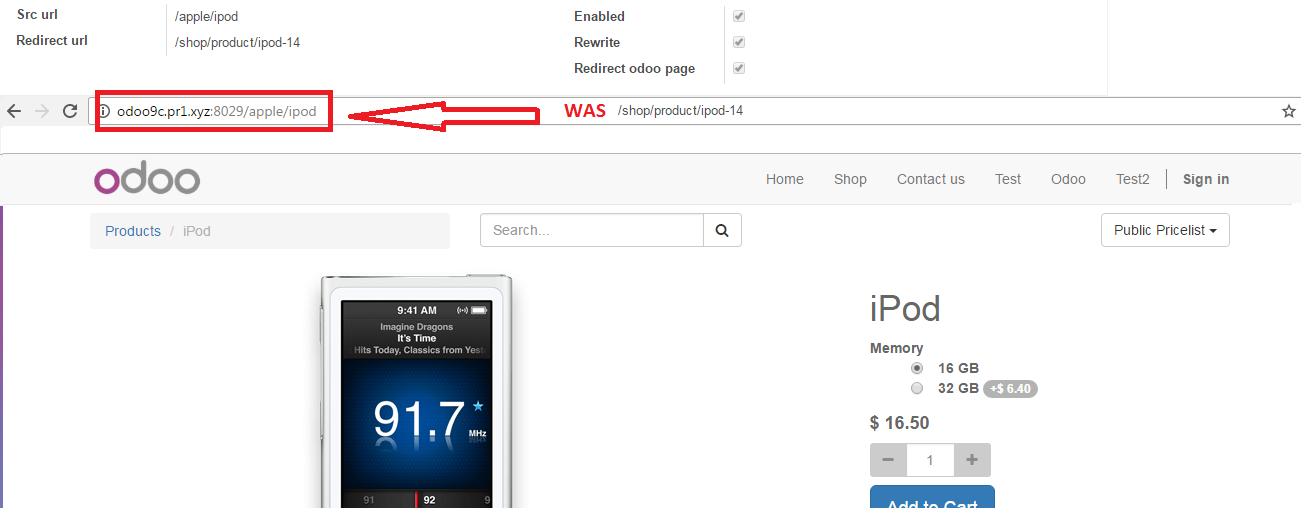 Src url /apple/ipod Enabled
Redirect url /shop/product/ipod-14 Rewrite
Redirect odoo page
odoo9c.pr1.xyz:8029/apple/ipod WAS /shop/product/ipod-14
odoo Home Shop Contact us Test Odoo Test2 Sign in
Products / iPod Search... Public Pricelist
9:41 AM
Imagine Dragons
It's Time
Hits Today, Classics from Yest
91.7
MHz
91 92 9
iPod
Memory
16 GB
32 GB +$ 6.40
$ 16.50
1
Add to Cart